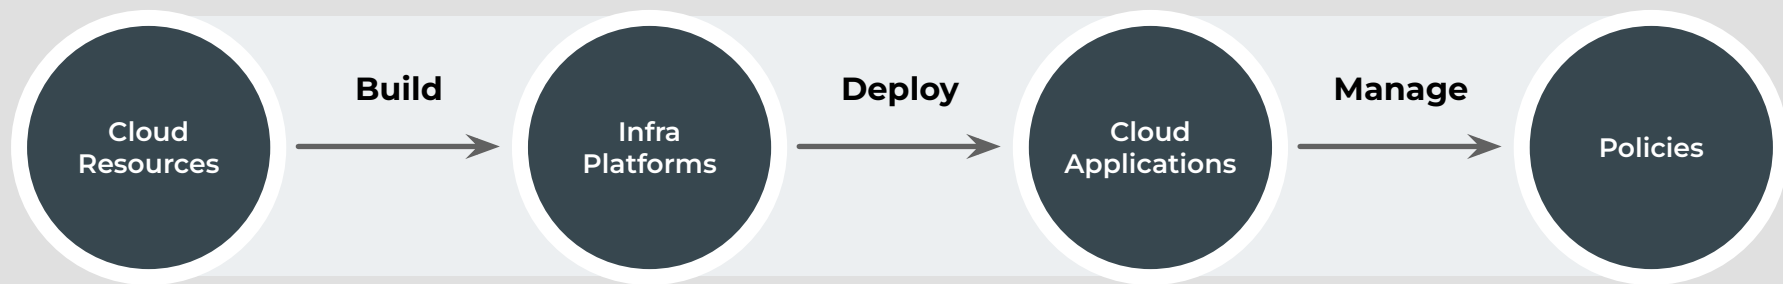 Cloud
Resources
Build
Infra
Platforms
Deploy
Cloud
Applications
Manage
Policies